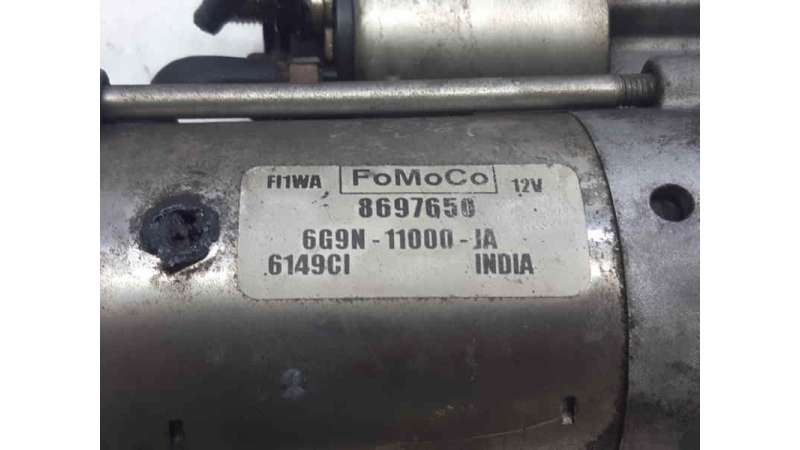 FI1WA FoMoCo 12V
8697650
6G9N-11000-JA
6149CI INDIA